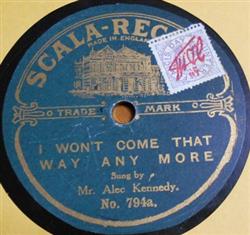 SCALA-RECO
MADE IN ENGLAND
TRADE MARK
I WON'T COME THAT
WAY ANY MORE
Sung by
Mr. Alec Kennedy.
No. 794a.